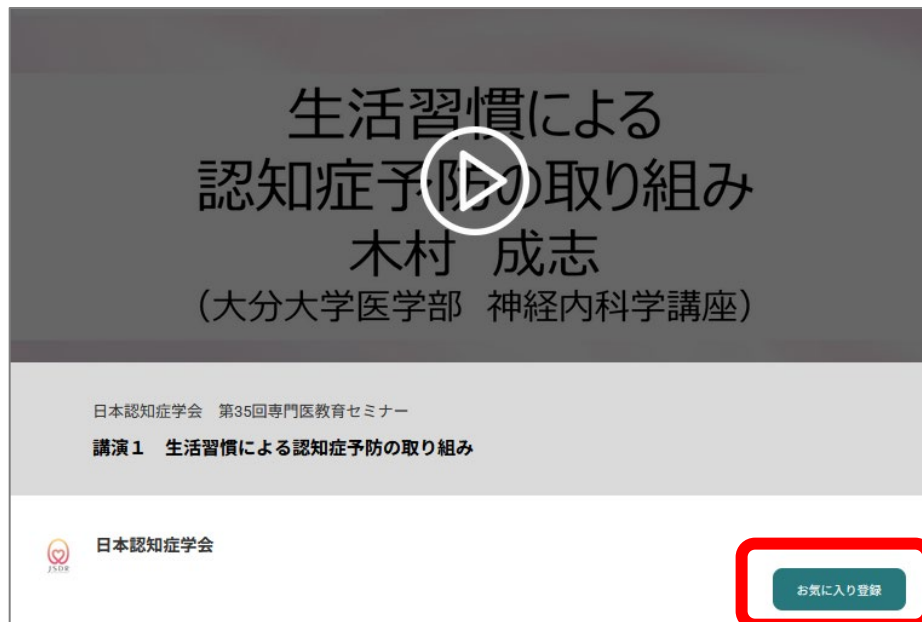 生活習慣による
認知症予防の取り組み
木村　成志
（大分大学医学部　神経内科学講座）
日本認知症学会　第35回専門医教育セミナー
講演１　生活習慣による認知症予防の取り組み
日本認知症学会
JSDR
お気に入り登録